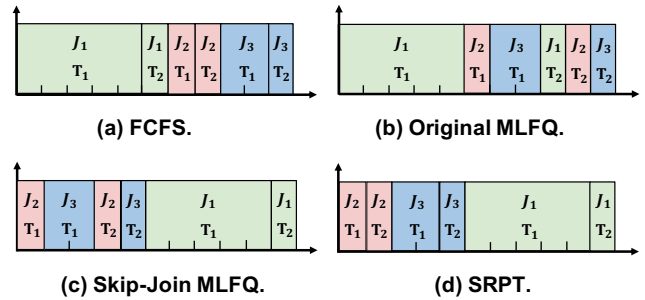 J₁ J₁ J₂ J₂ J₃ J₃
T₁ T₂ T₁ T₂ T₁ T₂
(a) FCFS.
J₁ J₂ J₃ J₁ J₂ J₃
T₁ T₁ T₁ T₂ T₂ T₂
(b) Original MLFQ.
J₂ J₃ J₂ J₃ J₁ J₁
T₁ T₁ T₂ T₂ T₁ T₂
(c) Skip-Join MLFQ.
J₂ J₂ J₃ J₃ J₁ J₁
T₁ T₂ T₁ T₂ T₁ T₂
(d) SRPT.